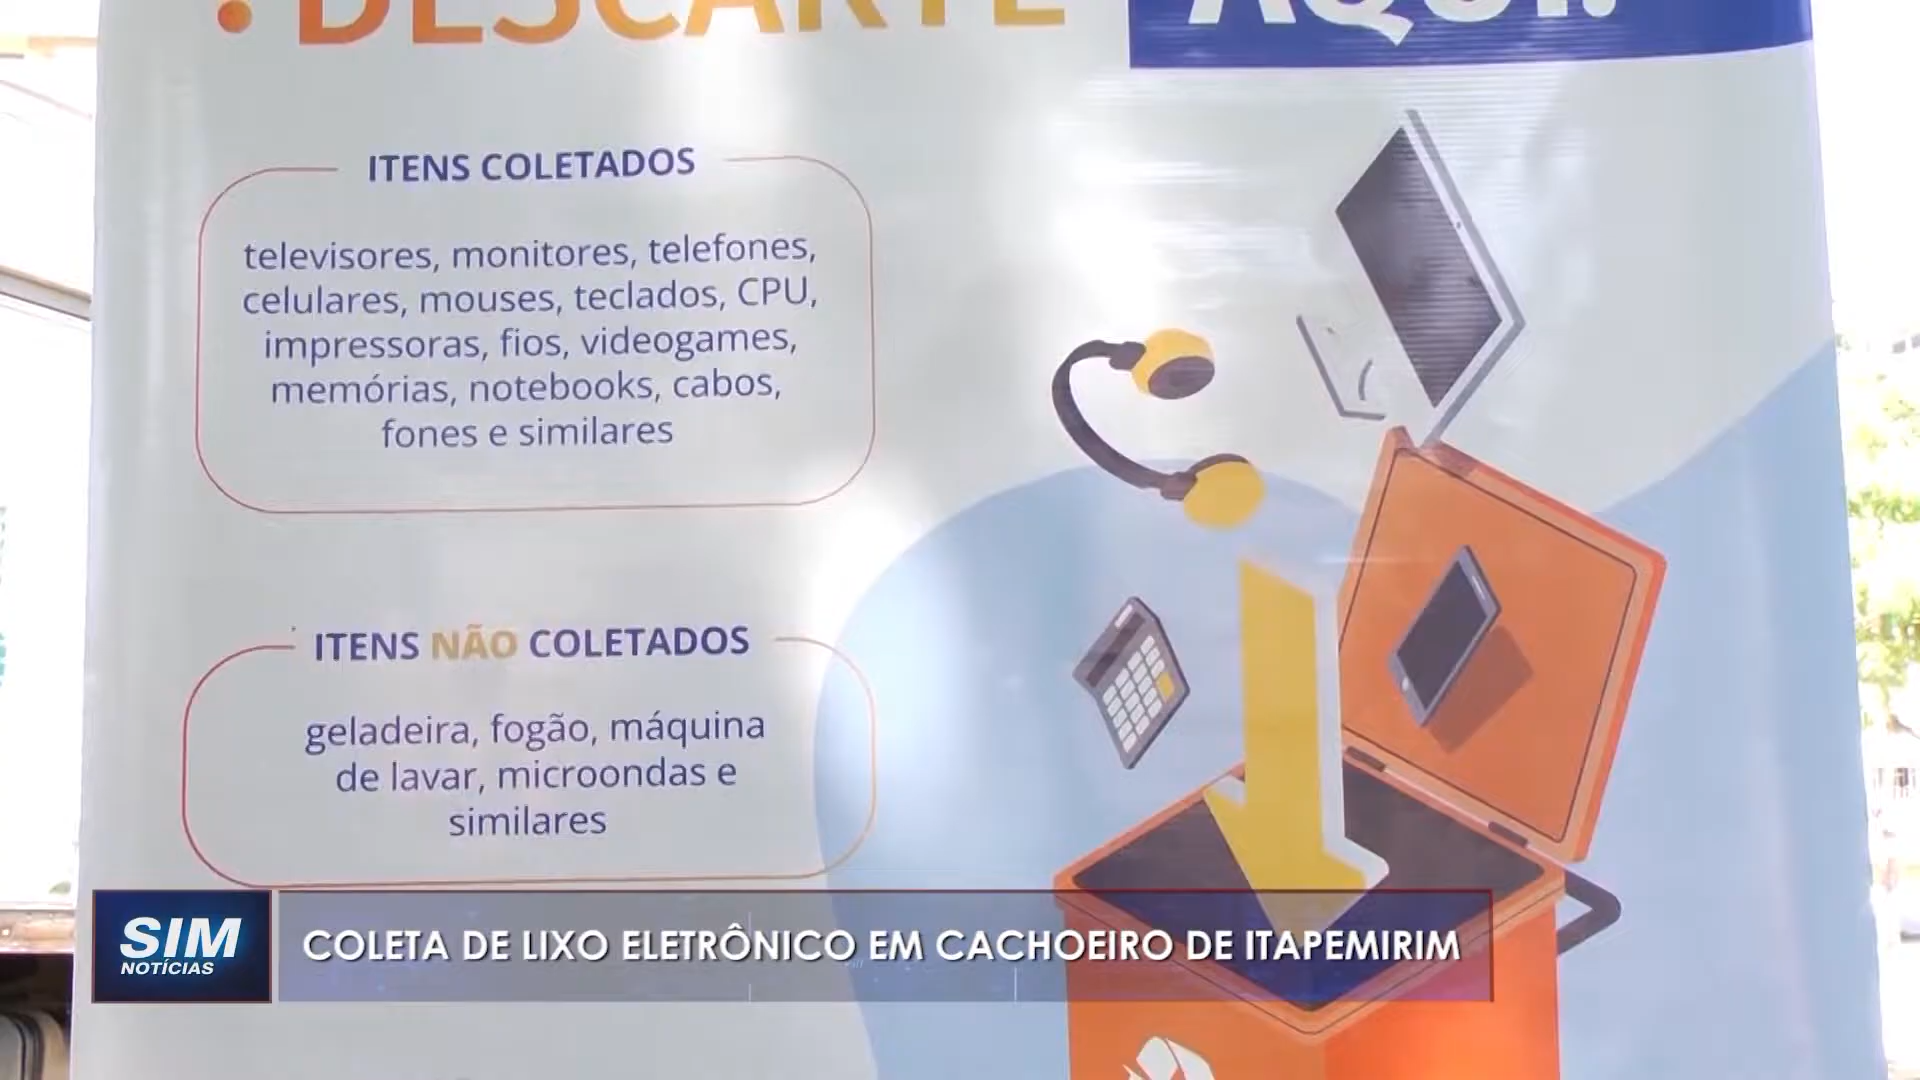 DESCARTE AQUI!
ITENS COLETADOS
televisores, monitores, telefones,
celulares, mouses, teclados, CPU,
impressoras, fios, videogames,
memórias, notebooks, cabos,
fones e similares
ITENS NÃO COLETADOS
geladeira, fogão, máquina
de lavar, microondas e
similares
SIM
NOTÍCIAS
COLETA DE LIXO ELETRÔNICO EM CACHOEIRO DE ITAPEMIRIM